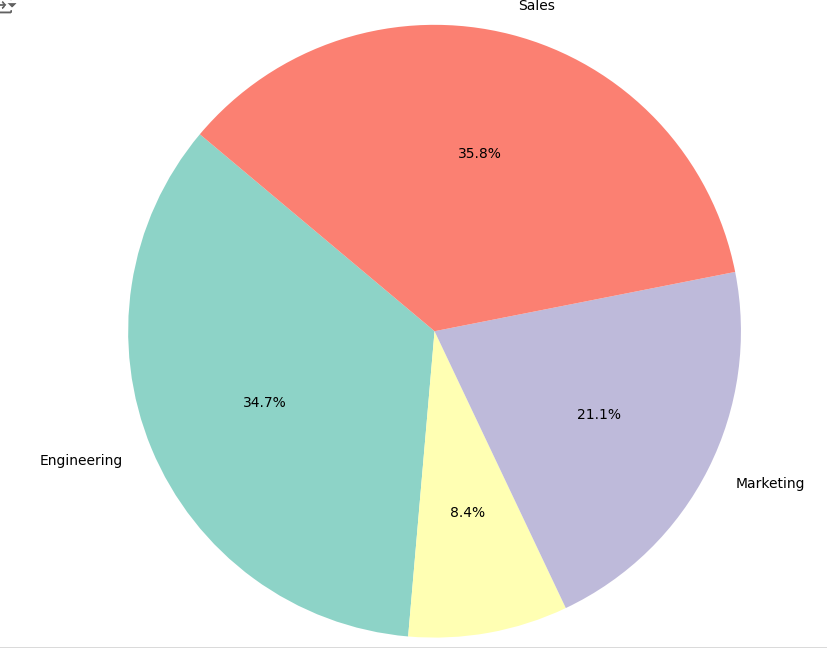 Sales
35.8%
34.7%
21.1%
Engineering
Marketing
8.4%